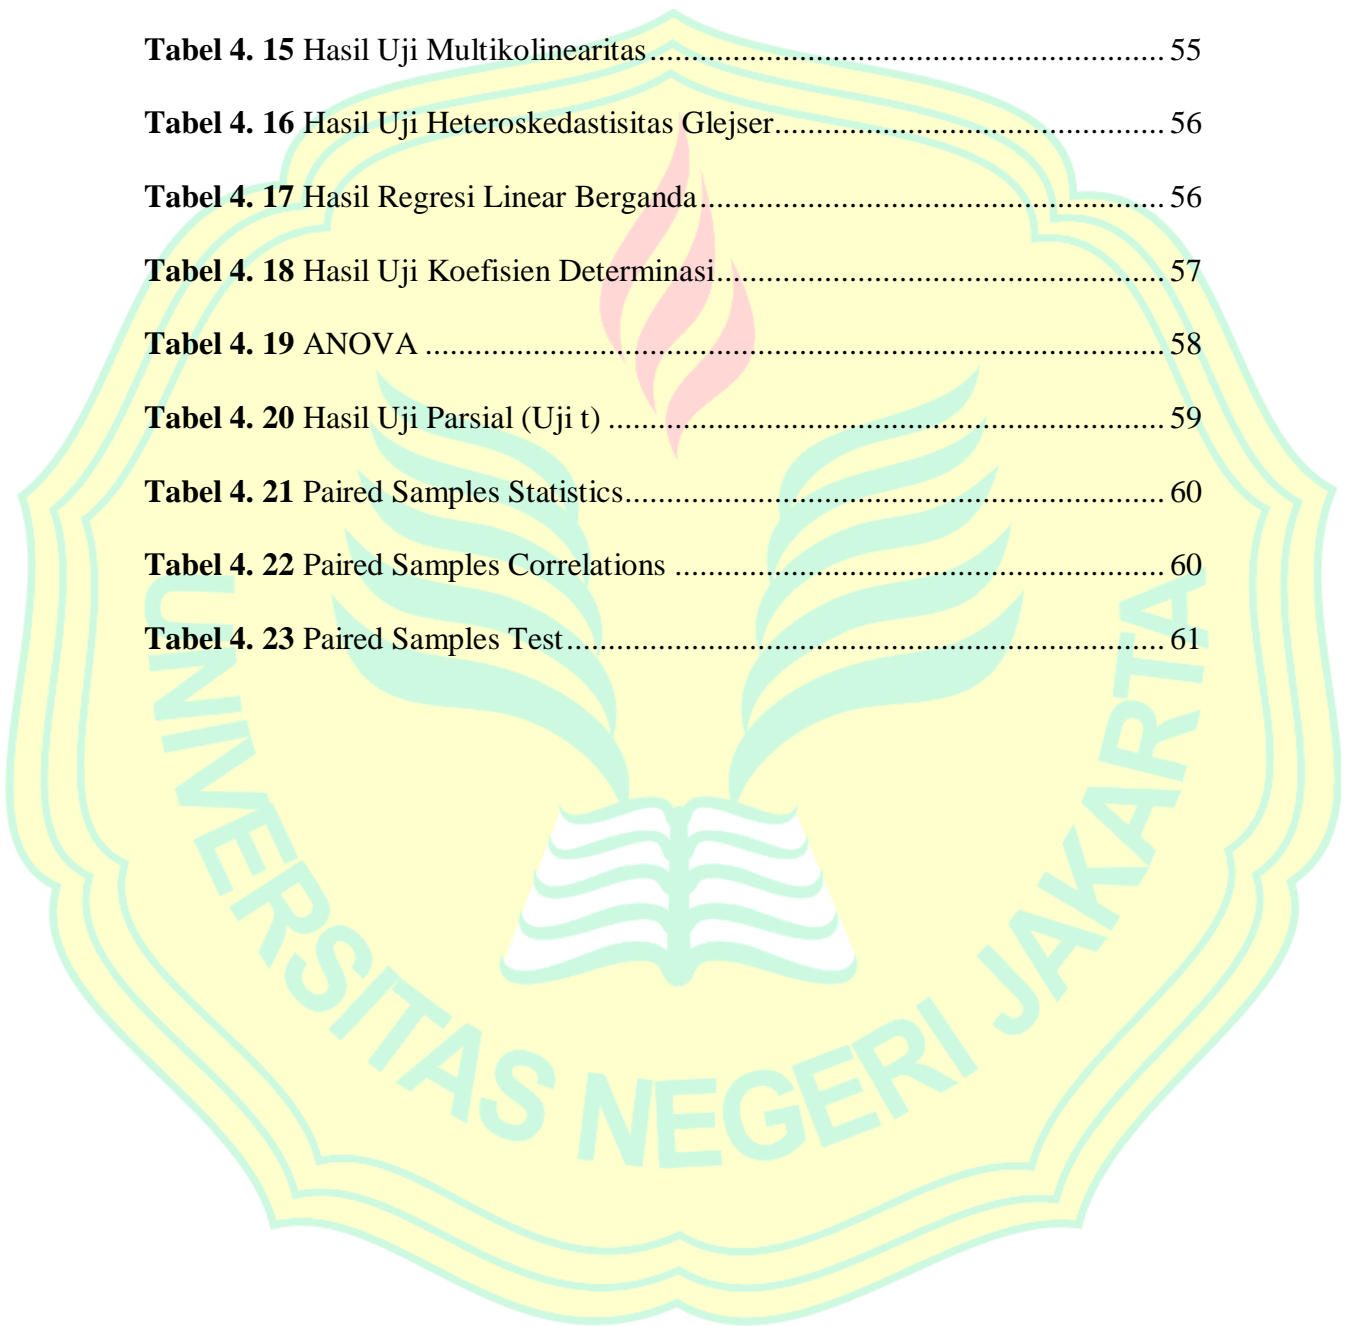 Tabel 4. 15 Hasil Uji Multikolinearitas............................................................. 55
Tabel 4. 16 Hasil Uji Heteroskedastisitas Glejser.............................................. 56
Tabel 4. 17 Hasil Regresi Linear Berganda....................................................... 56
Tabel 4. 18 Hasil Uji Koefisien Determinasi..................................................... 57
Tabel 4. 19 ANOVA ........................................................................................ 58
Tabel 4. 20 Hasil Uji Parsial (Uji t) .................................................................. 59
Tabel 4. 21 Paired Samples Statistics................................................................ 60
Tabel 4. 22 Paired Samples Correlations .......................................................... 60
Tabel 4. 23 Paired Samples Test....................................................................... 61
UNIVERSITAS NEGERI JAKARTA